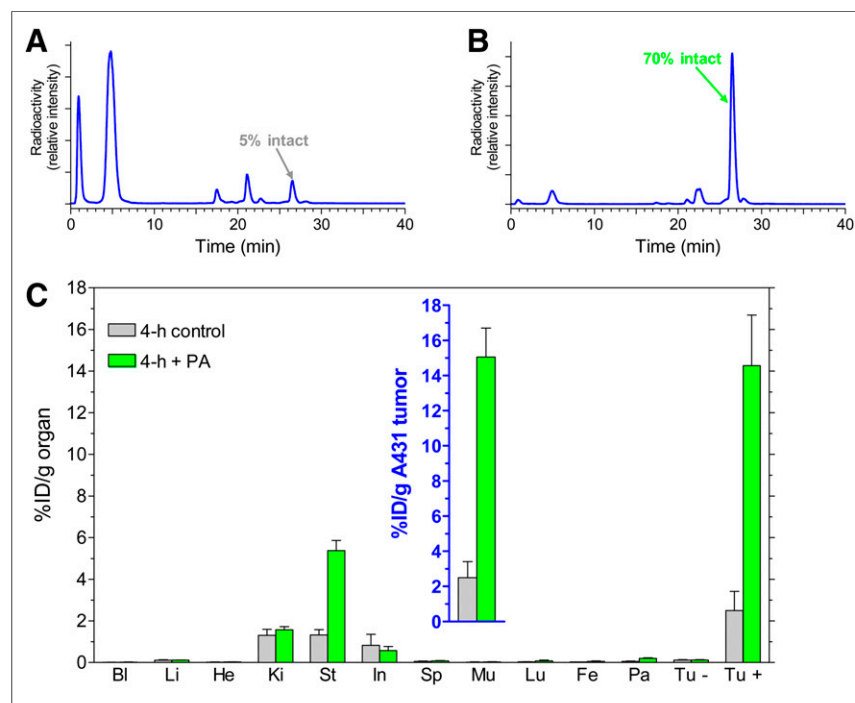 A
Radioactivity
(relative intensity)
5% intact
0
10
20
30
40
Time (min)
B
Radioactivity
(relative intensity)
70% intact
0
10
20
30
40
Time (min)
C
%ID/g organ
18
16
14
12
10
8
6
4
2
0
4-h control
4-h + PA
%ID/g A431 tumor
18
16
14
12
10
8
6
4
2
0
Bl Li He Ki St In Sp Mu Lu Fe Pa Tu - Tu +